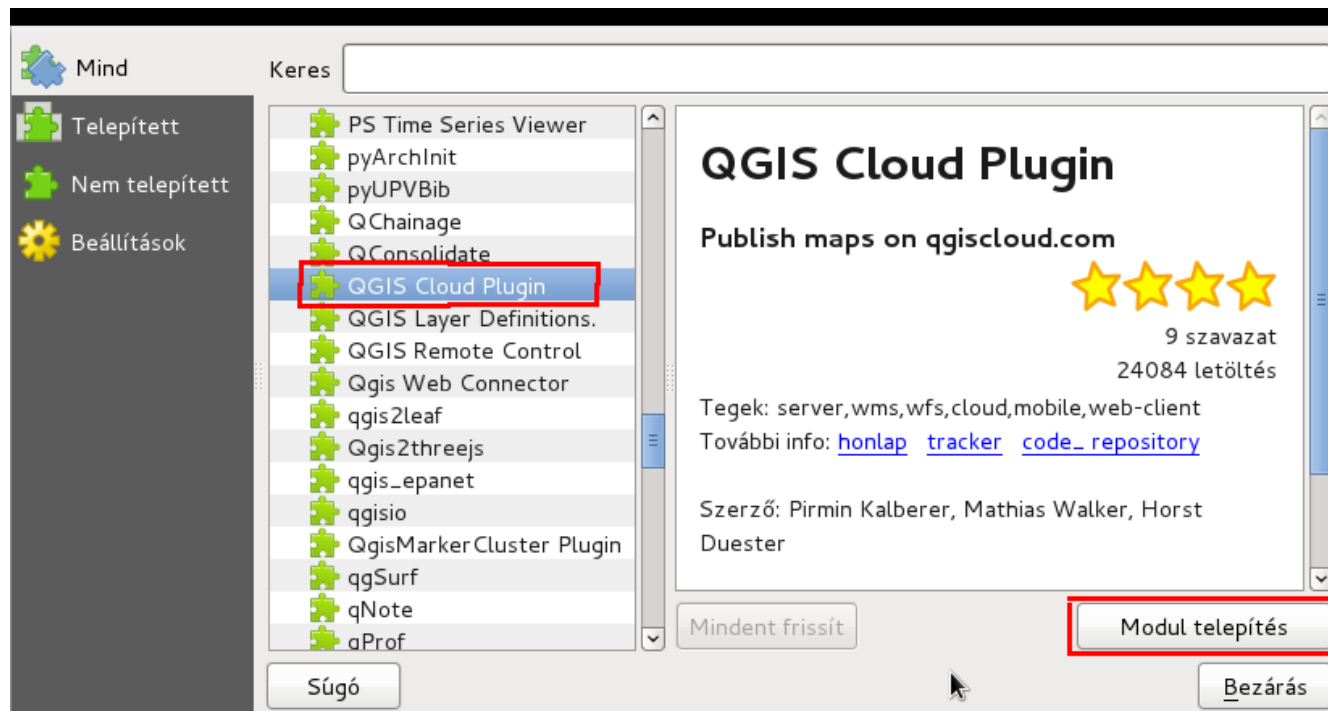 Mind
Telepített
Nem telepített
Beállítások
Keres
PS Time Series Viewer
pyArchInit
pyUPVBib
QChainage
QConsolidate
QGIS Cloud Plugin
QGIS Layer Definitions.
QGIS Remote Control
Qgis Web Connector
qgis2leaf
Qgis2threejs
qgis_epanet
qgisio
QgisMarkerCluster Plugin
qgSurf
qNote
qProf
QGIS Cloud Plugin
Publish maps on qgiscloud.com
9 szavazat
24084 letöltés
Tegek: server,wms,wfs,cloud,mobile,web-client
További info: honlap tracker code_ repository
Szerző: Pirmin Kalberer, Mathias Walker, Horst
Duester
Mindent frissít
Modul telepítés
Súgó
Bezárás